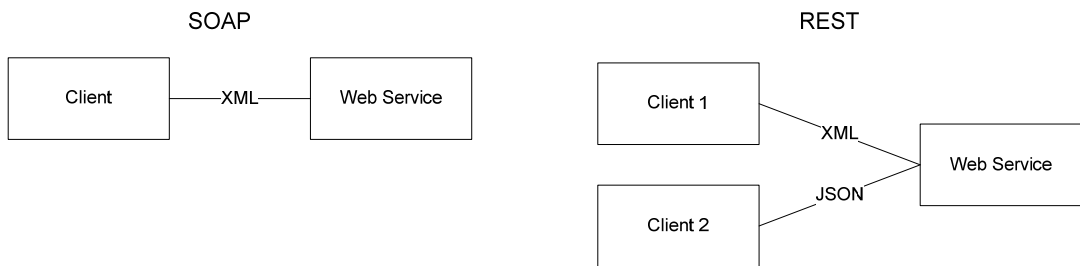 SOAP
Client
XML
Web Service
REST
Client 1
XML
Web Service
JSON
Client 2